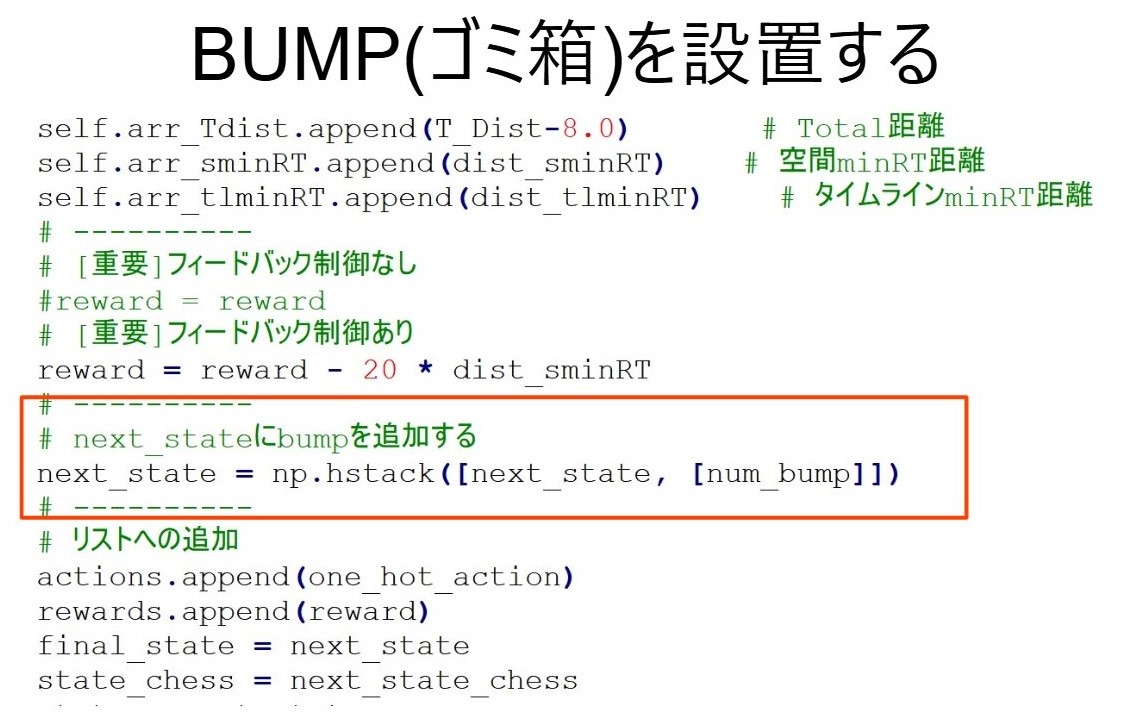 BUMP(ゴミ箱)を設置する
self.arr_Tdist.append(T_Dist-8.0) # Total距離
self.arr_sminRT.append(dist_sminRT) # 空間minRT距離
self.arr_tlminRT.append(dist_tlminRT) # タイムラインminRT距離
# ----------
# [重要]フィードバック制御なし
#reward = reward
# [重要]フィードバック制御あり
reward = reward - 20 * dist_sminRT
# ----------
# next_stateにbumpを追加する
next_state = np.hstack([next_state, [num_bump]])
# ----------
# リストへの追加
actions.append(one_hot_action)
rewards.append(reward)
final_state = next_state
state_chess = next_state_chess